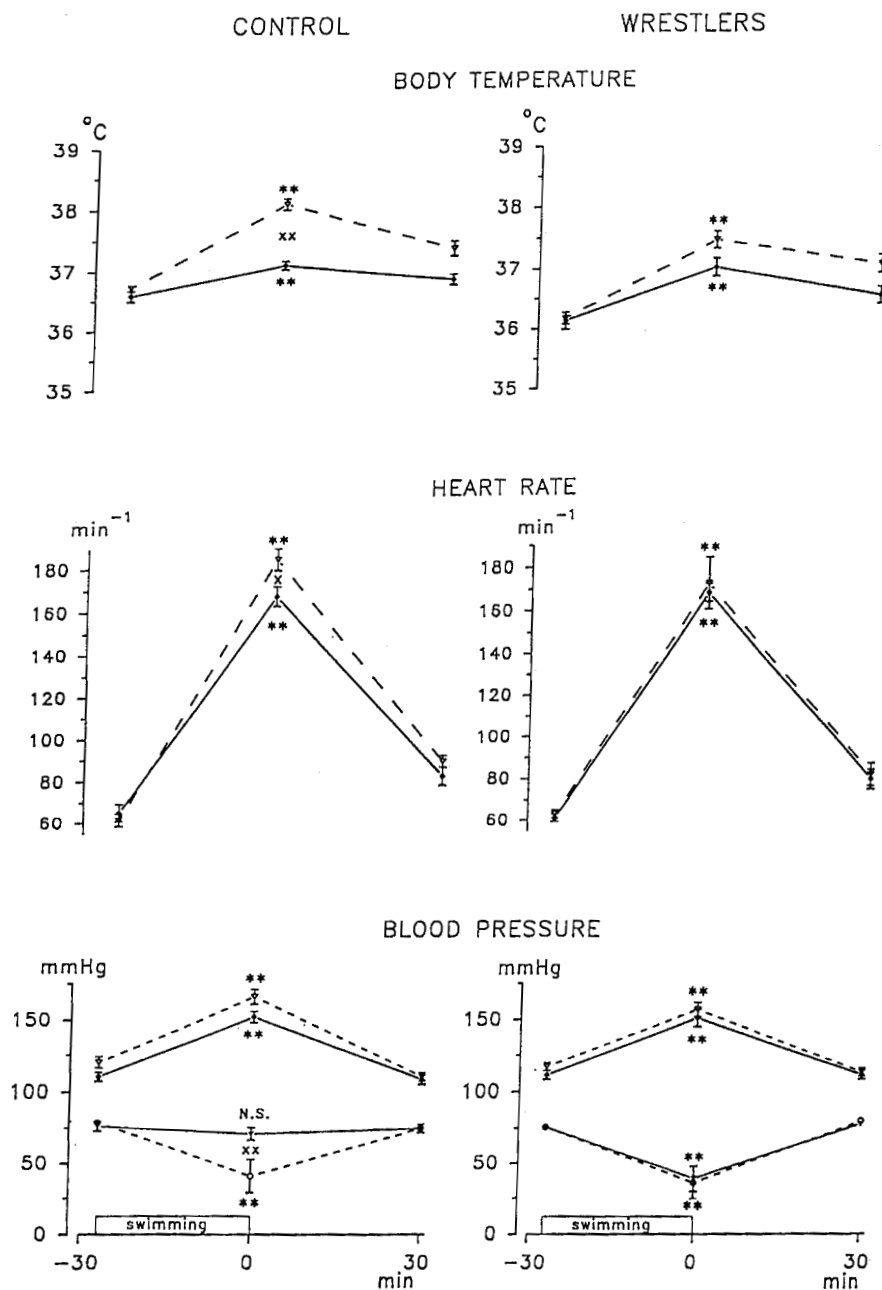 CONTROL WRESTLERS
BODY TEMPERATURE
°C °C
39 39
** **
38 38
xx
37 37
** **
36 36
35 35
HEART RATE
min⁻¹ min⁻¹
** **
180 180
x
160 160
** **
140 140
120 120
100 100
80 80
60 60
BLOOD PRESSURE
mmHg mmHg
** **
150 150
** **
100 100
N.S.
xx **
50 50
** **
swimming swimming
0 0
-30 0 30 -30 0 30
min min